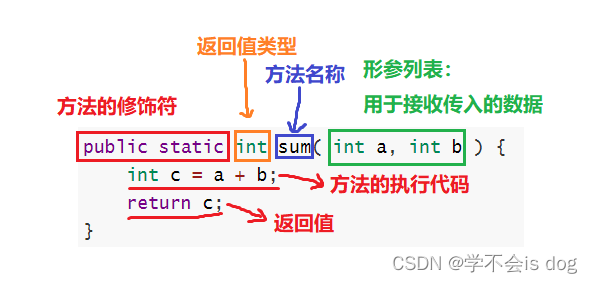 返回值类型
方法名称
形参列表：
用于接收传入的数据
方法的修饰符
public static int sum( int a, int b ) {
int c = a + b;
方法的执行代码
return c;
返回值
}
CSDN @学不会is dog